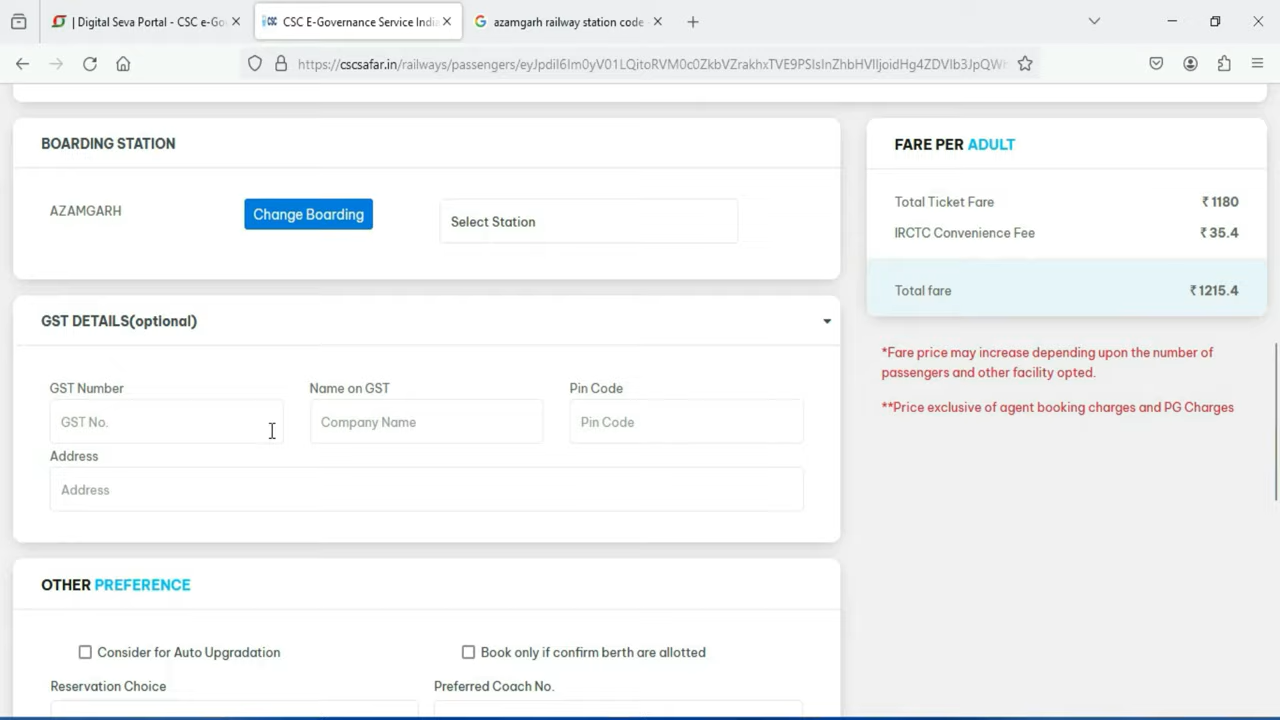 | Digital Seva Portal - CSC e-Go
CSC E-Governance Service India
azamgarh railway station code -
https://cscsafar.in/railways/passengers/
BOARDING STATION
AZAMGARH
Change Boarding
Select Station
FARE PER ADULT
Total Ticket Fare ₹ 1180
IRCTC Convenience Fee ₹ 35.4
Total fare ₹ 1215.4
*Fare price may increase depending upon the number of
passengers and other facility opted.
**Price exclusive of agent booking charges and PG Charges
GST DETAILS(optional)
GST Number
Name on GST
Pin Code
GST No.
Company Name
Pin Code
Address
Address
OTHER PREFERENCE
Consider for Auto Upgradation
Book only if confirm berth are allotted
Reservation Choice
Preferred Coach No.